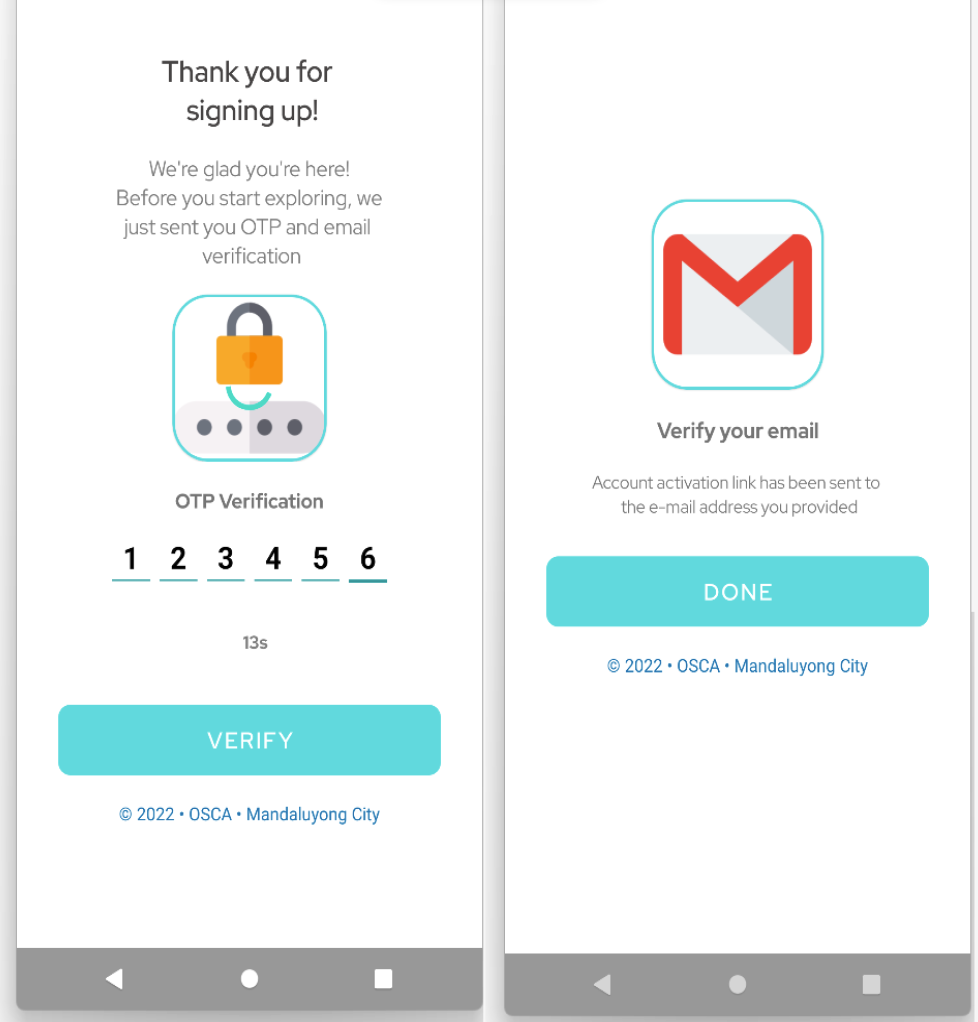 Thank you for
signing up!
We're glad you're here!
Before you start exploring, we
just sent you OTP and email
verification
OTP Verification
1 2 3 4 5 6
13s
VERIFY
© 2022 • OSCA • Mandaluyong City
Verify your email
Account activation link has been sent to
the e-mail address you provided
DONE
© 2022 • OSCA • Mandaluyong City